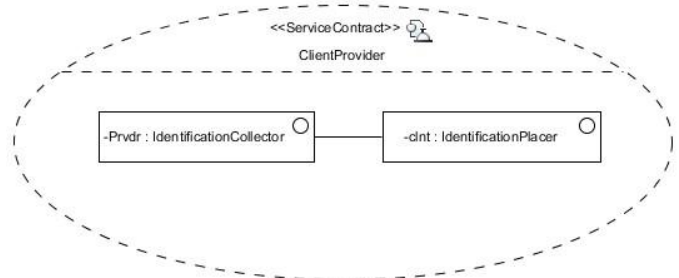 <<ServiceContract>>
ClientProvider
-Prvdr : IdentificationCollector
-clnt : IdentificationPlacer